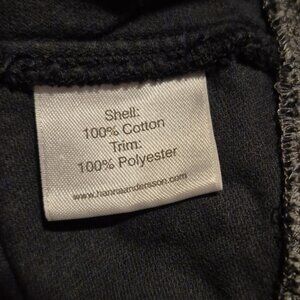 Shell:
100% Cotton
Trim:
100% Polyester
www.hannaandersson.com